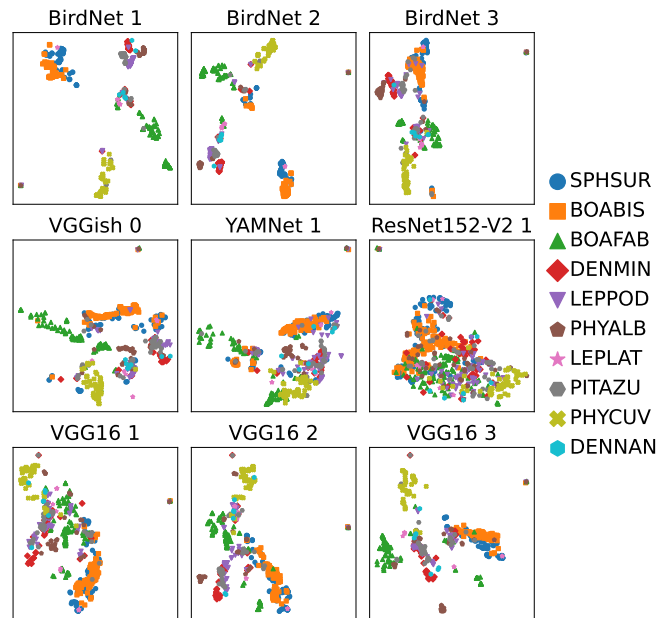 BirdNet 1
BirdNet 2
BirdNet 3
VGGish 0
YAMNet 1
ResNet152-V2 1
VGG16 1
VGG16 2
VGG16 3
SPHSUR
BOABIS
BOAFAB
DENMIN
LEPPOD
PHYALB
LEPLAT
PITAZU
PHYCUV
DENNAN